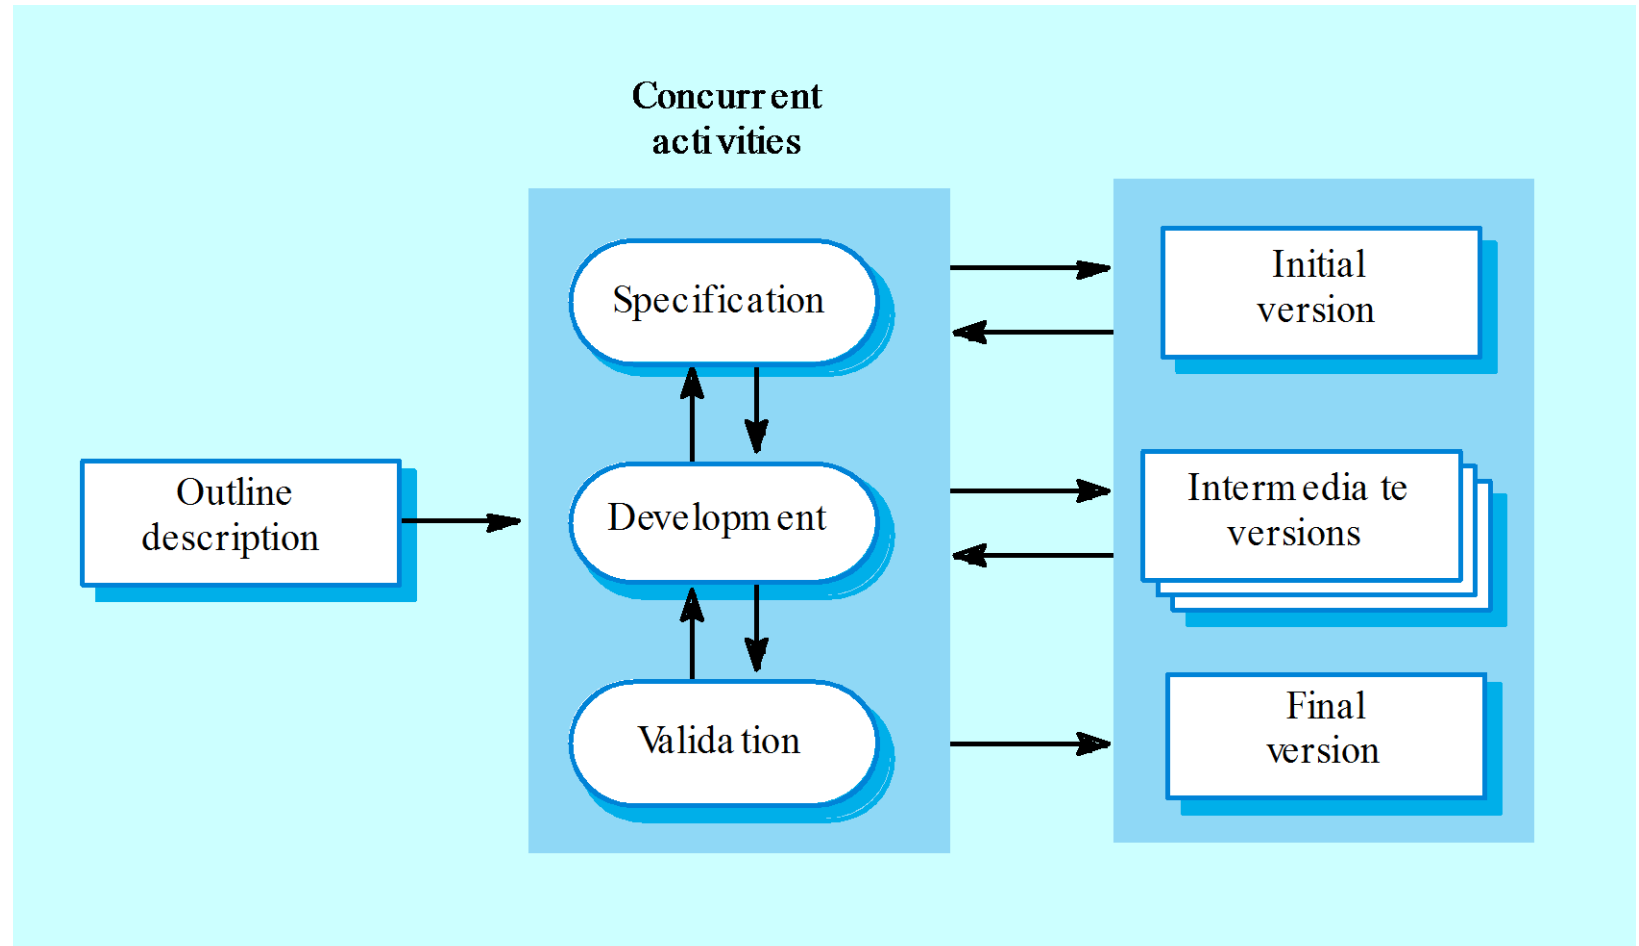 Concurrent
activities
Outline
description
Specification
Development
Validation
Initial
version
Intermediate
versions
Final
version